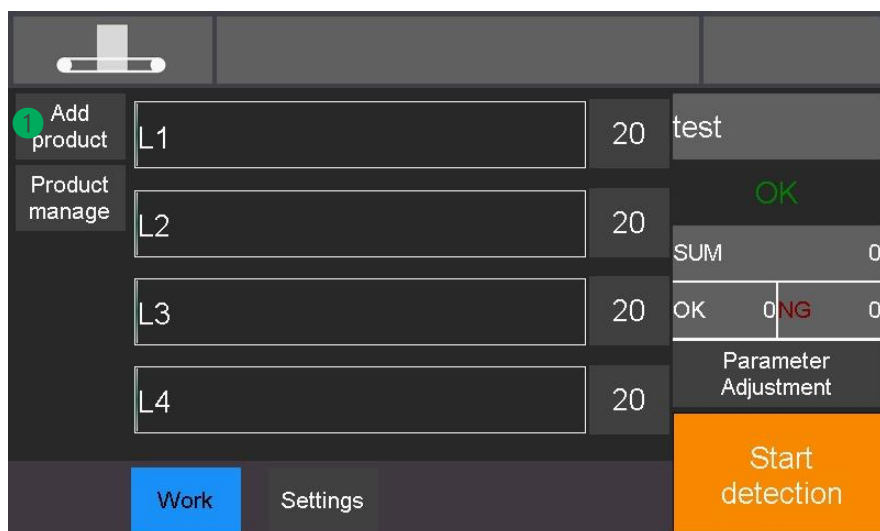 1
Add
product
Product
manage
L1
20
L2
20
L3
20
L4
20
test
OK
SUM 0
OK 0 NG 0
Parameter
Adjustment
Start
detection
Work
Settings